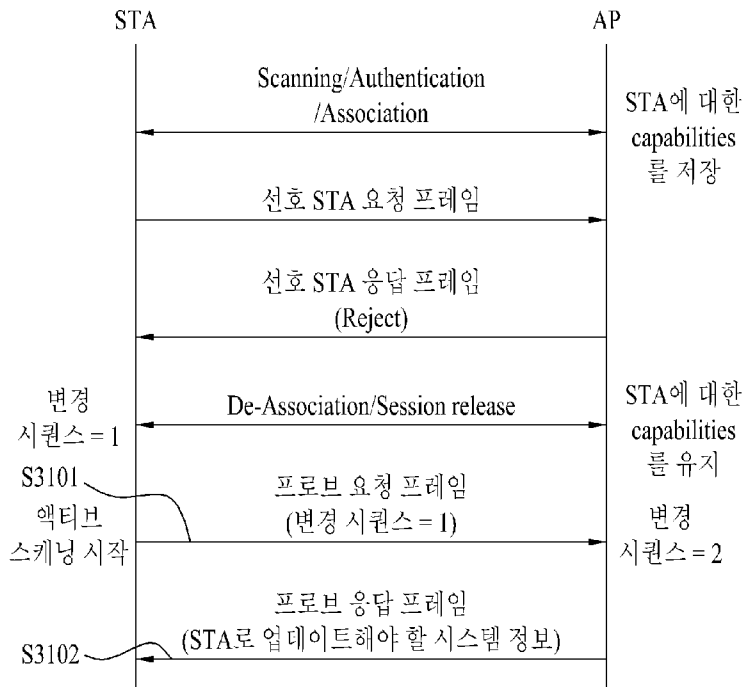 STA
AP
Scanning/Authentication
/Association
STA에 대한
capabilities
를 저장
선호 STA 요청 프레임
선호 STA 응답 프레임
(Reject)
변경
시퀀스 = 1
De-Association/Session release
STA에 대한
capabilities
를 유지
S3101
프로브 요청 프레임
(변경 시퀀스 = 1)
액티브
스케닝 시작
변경
시퀀스 = 2
프로브 응답 프레임
(STA로 업데이트해야 할 시스템 정보)
S3102